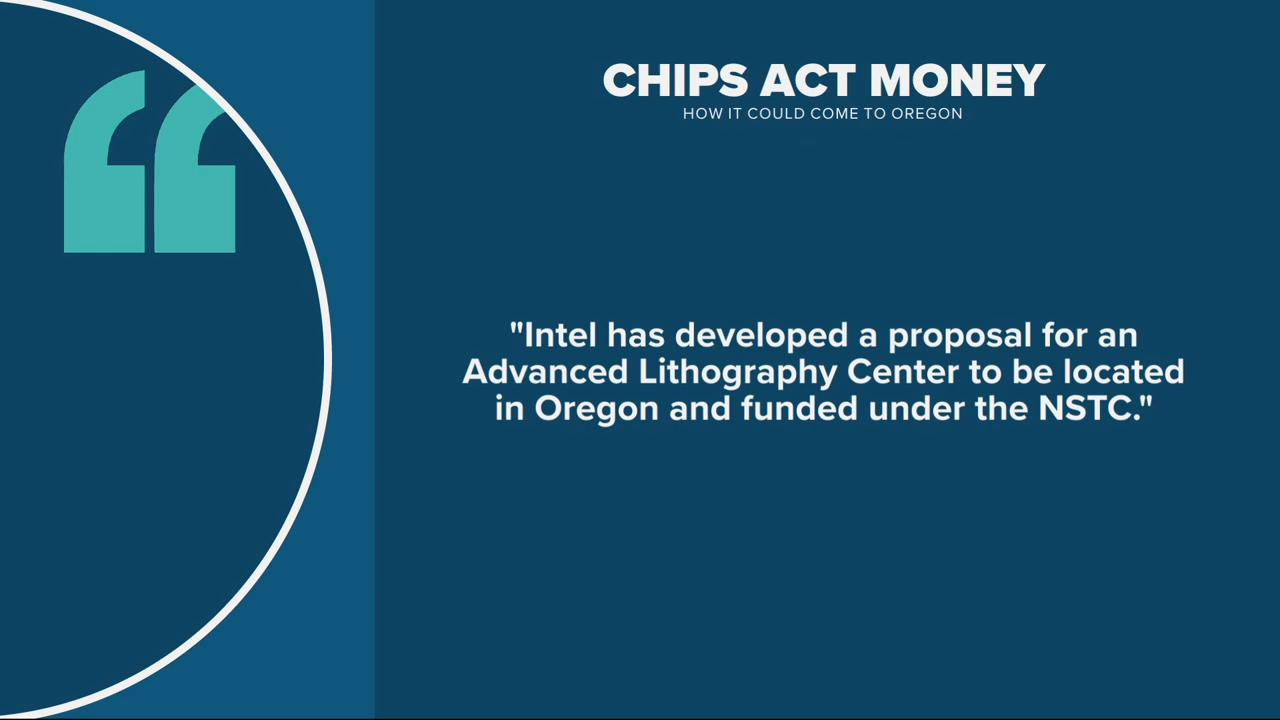 CHIPS ACT MONEY
HOW IT COULD COME TO OREGON
"Intel has developed a proposal for an
Advanced Lithography Center to be located
in Oregon and funded under the NSTC."